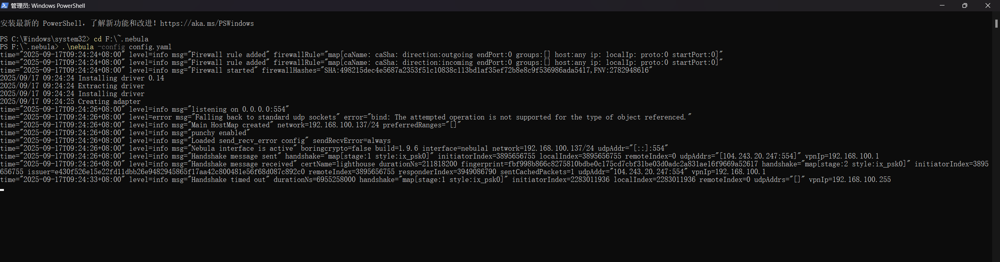 管理员: Windows PowerShell
安装最新的 PowerShell，了解新功能和改进！https://aka.ms/PSWindows
PS C:\Windows\system32> cd F:\~.nebula
PS F:\~.nebula> .\nebula -config config.yaml
time="2025-09-17T09:24:24+08:00" level=info msg="Firewall rule added" firewallRule="map[caName: caSha: direction:outgoing endPort:0 groups:[] host:any ip: localIp: proto:0 startPort:0]"
time="2025-09-17T09:24:24+08:00" level=info msg="Firewall rule added" firewallRule="map[caName: caSha: direction:incoming endPort:0 groups:[] host:any ip: localIp: proto:0 startPort:0]"
time="2025-09-17T09:24:24+08:00" level=info msg="Firewall started" firewallHashes="SHA:498215dec4e5687a2353f51c10838c113bd1af35ef72b8e8c9f536986ada5417,FNV:2782948616"
2025/09/17 09:24:24 Installing driver 0.14
2025/09/17 09:24:24 Extracting driver
2025/09/17 09:24:24 Installing driver
2025/09/17 09:24:25 Creating adapter
time="2025-09-17T09:24:26+08:00" level=info msg="listening on 0.0.0.0:554"
time="2025-09-17T09:24:26+08:00" level=error msg="Falling back to standard udp sockets" error="bind: The attempted operation is not supported for the type of object referenced."
time="2025-09-17T09:24:26+08:00" level=info msg="Main HostMap created" network=192.168.100.137/24 preferredRanges="[]"
time="2025-09-17T09:24:26+08:00" level=info msg="punchy enabled"
time="2025-09-17T09:24:26+08:00" level=info msg="Loaded send_recv_error config" sendRecvError=always
time="2025-09-17T09:24:26+08:00" level=info msg="Nebula interface is active" boringcrypto=false build=1.9.6 interface=nebula1 network=192.168.100.137/24 udpAddr="[::]:554"
time="2025-09-17T09:24:26+08:00" level=info msg="Handshake message sent" handshake="map[stage:1 style:ix_psk0]" initiatorIndex=3895656755 localIndex=3895656755 remoteIndex=0 udpAddrs="[104.243.20.247:554]" vpnIp=192.168.100.1
time="2025-09-17T09:24:26+08:00" level=info msg="Handshake message received" certName=lighthouse durationNs=211818200 fingerprint=fbf998b866c8275810bdbe0c175cd7cbf31be03d0adc2a831ae16f9669a52617 handshake="map[stage:2 style:ix_psk0]" initiatorIndex=3895
656755 issuer=e430f526e15e22fd11dbb26e9482945865f17aa42c800481e56f68d087c892c0 remoteIndex=3895656755 responderIndex=3949086790 sentCachedPackets=1 udpAddr="104.243.20.247:554" vpnIp=192.168.100.1
time="2025-09-17T09:24:33+08:00" level=info msg="Handshake timed out" durationNs=6955258000 handshake="map[stage:1 style:ix_psk0]" initiatorIndex=2283011936 localIndex=2283011936 remoteIndex=0 udpAddrs="[]" vpnIp=192.168.100.255